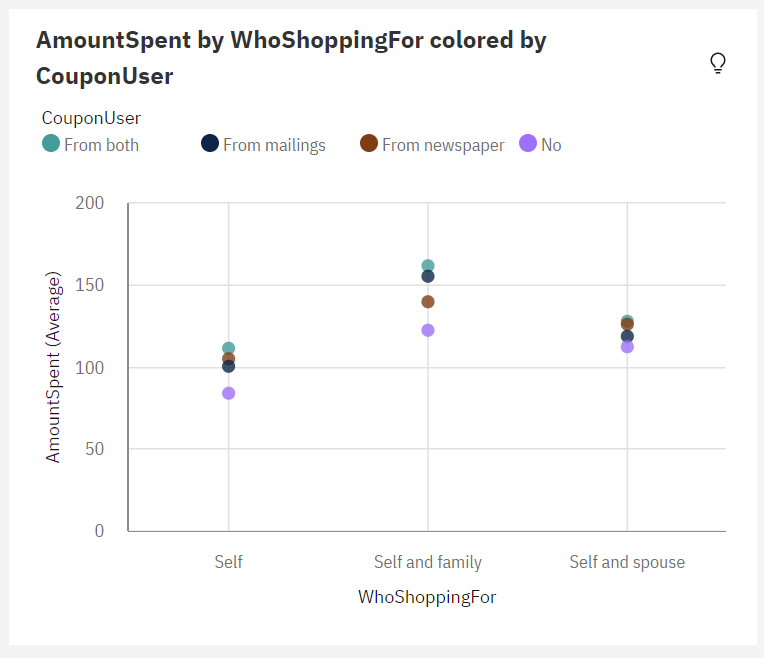 AmountSpent by WhoShoppingFor colored by
CouponUser
CouponUser
From both
From mailings
From newspaper
No
200
150
100
50
0
AmountSpent (Average)
Self
Self and family
Self and spouse
WhoShoppingFor